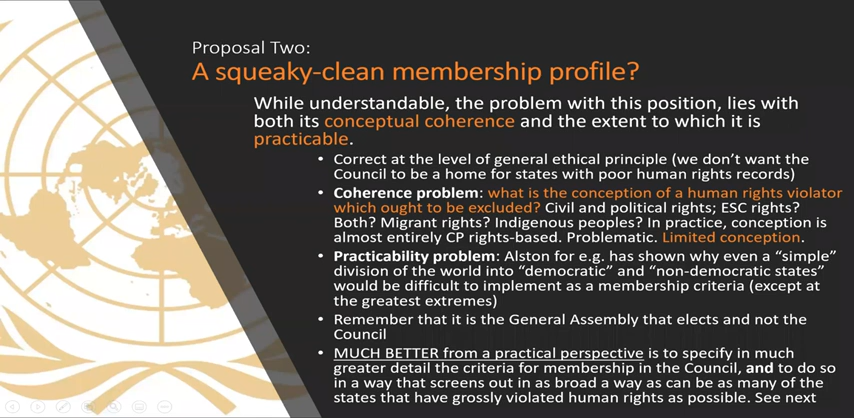 Proposal Two:
A squeaky-clean membership profile?
While understandable, the problem with this position, lies with
both its conceptual coherence and the extent to which it is
practicable.
• Correct at the level of general ethical principle (we don't want the
Council to be a home for states with poor human rights records)
• Coherence problem: what is the conception of a human rights violator
which ought to be excluded? Civil and political rights; ESC rights?
Both? Migrant rights? Indigenous peoples? In practice, conception is
almost entirely CP rights-based. Problematic. Limited conception.
• Practicability problem: Alston for e.g. has shown why even a "simple"
division of the world into "democratic" and "non-democratic states"
would be difficult to implement as a membership criteria (except at
the greatest extremes)
• Remember that it is the General Assembly that elects and not the
Council
• MUCH BETTER from a practical perspective is to specify in much
greater detail the criteria for membership in the Council, and to do so
in a way that screens out in as broad a way as can be as many of the
states that have grossly violated human rights as possible. See next